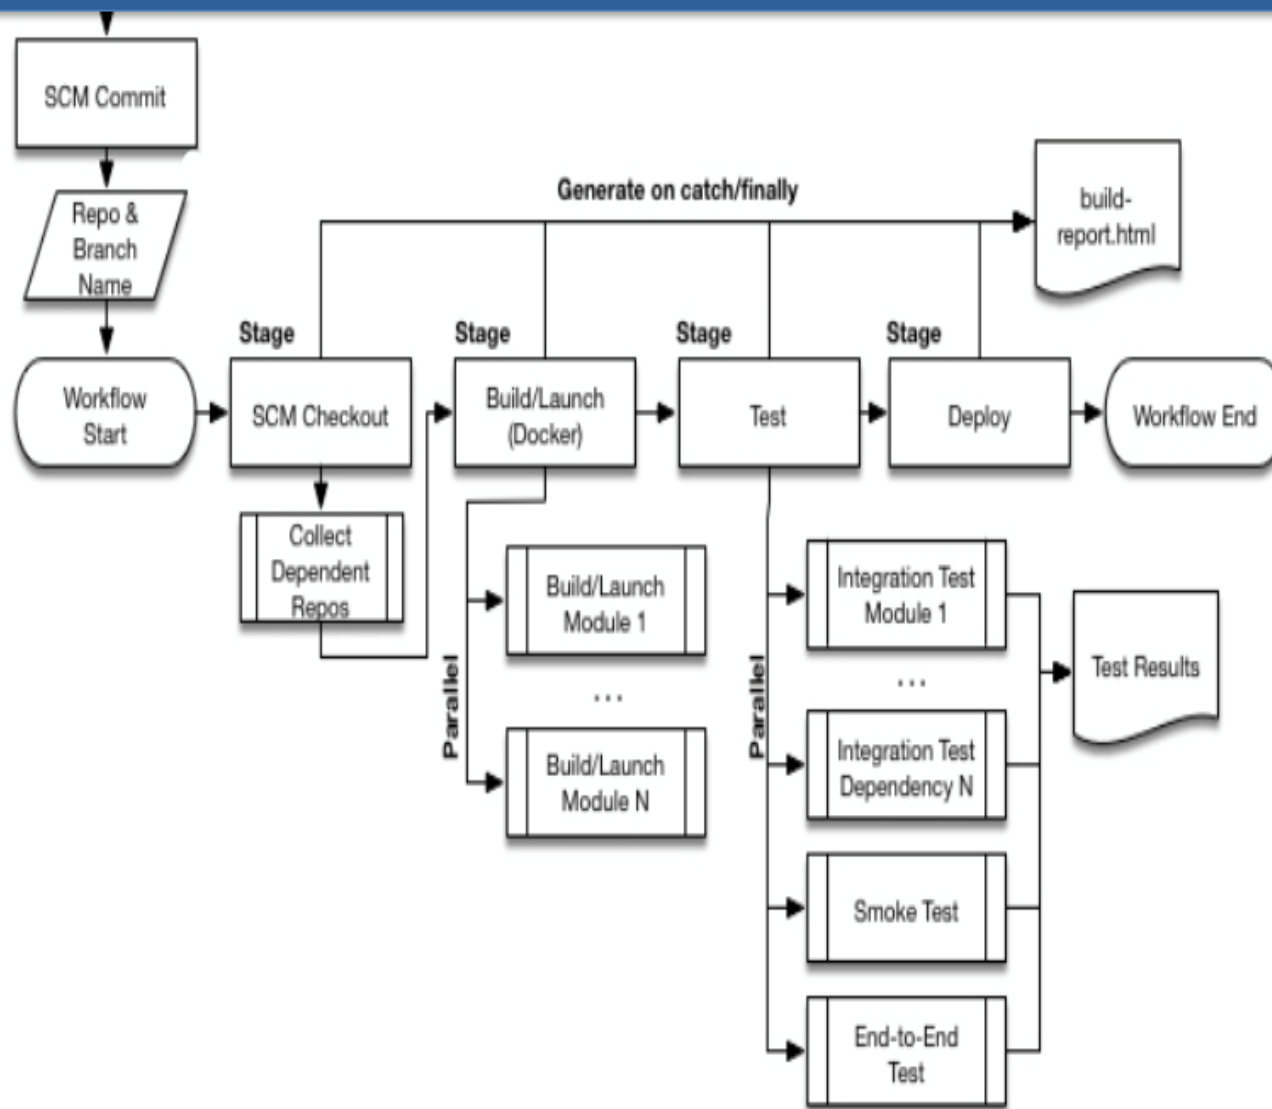 SCM Commit
Repo &
Branch
Name
Generate on catch/finally
build-
report.html
Stage
Stage
Stage
Stage
Workflow
Start
SCM Checkout
Build/Launch
(Docker)
Test
Deploy
Workflow End
Collect
Dependent
Repos
Parallel
Build/Launch
Module 1
...
Build/Launch
Module N
Parallel
Integration Test
Module 1
...
Integration Test
Dependency N
Smoke Test
End-to-End
Test
Test Results